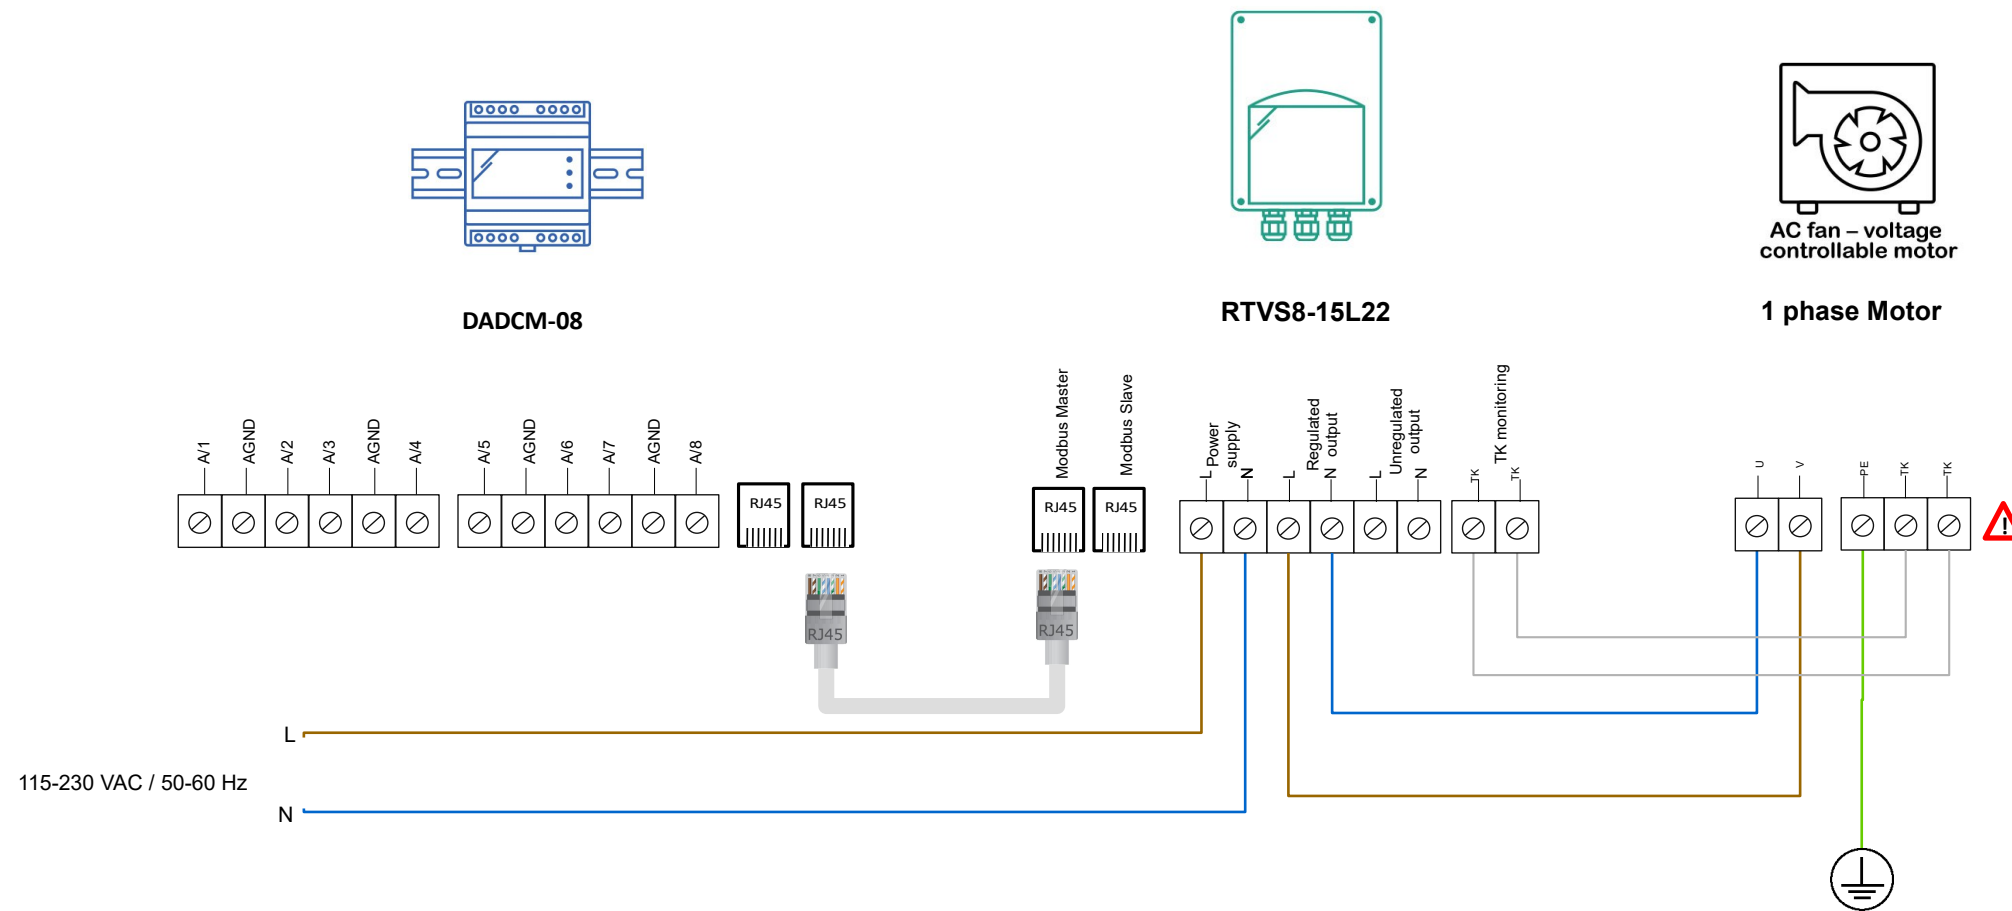 AC fan – voltage
controllable motor
DADCM-08
RTVS8-15L22
1 phase Motor
A/1
AGND
A/2
A/3
AGND
A/4
A/5
AGND
A/6
A/7
AGND
A/8
RJ45
RJ45
Modbus Master
Modbus Slave
RJ45
RJ45
L
Power
supply
N
L
Regulated
output
N
L
Unregulated
output
N
TK
TK monitoring
TK
U
V
PE
TK
TK
!
RJ45
RJ45
L
115-230 VAC / 50-60 Hz
N